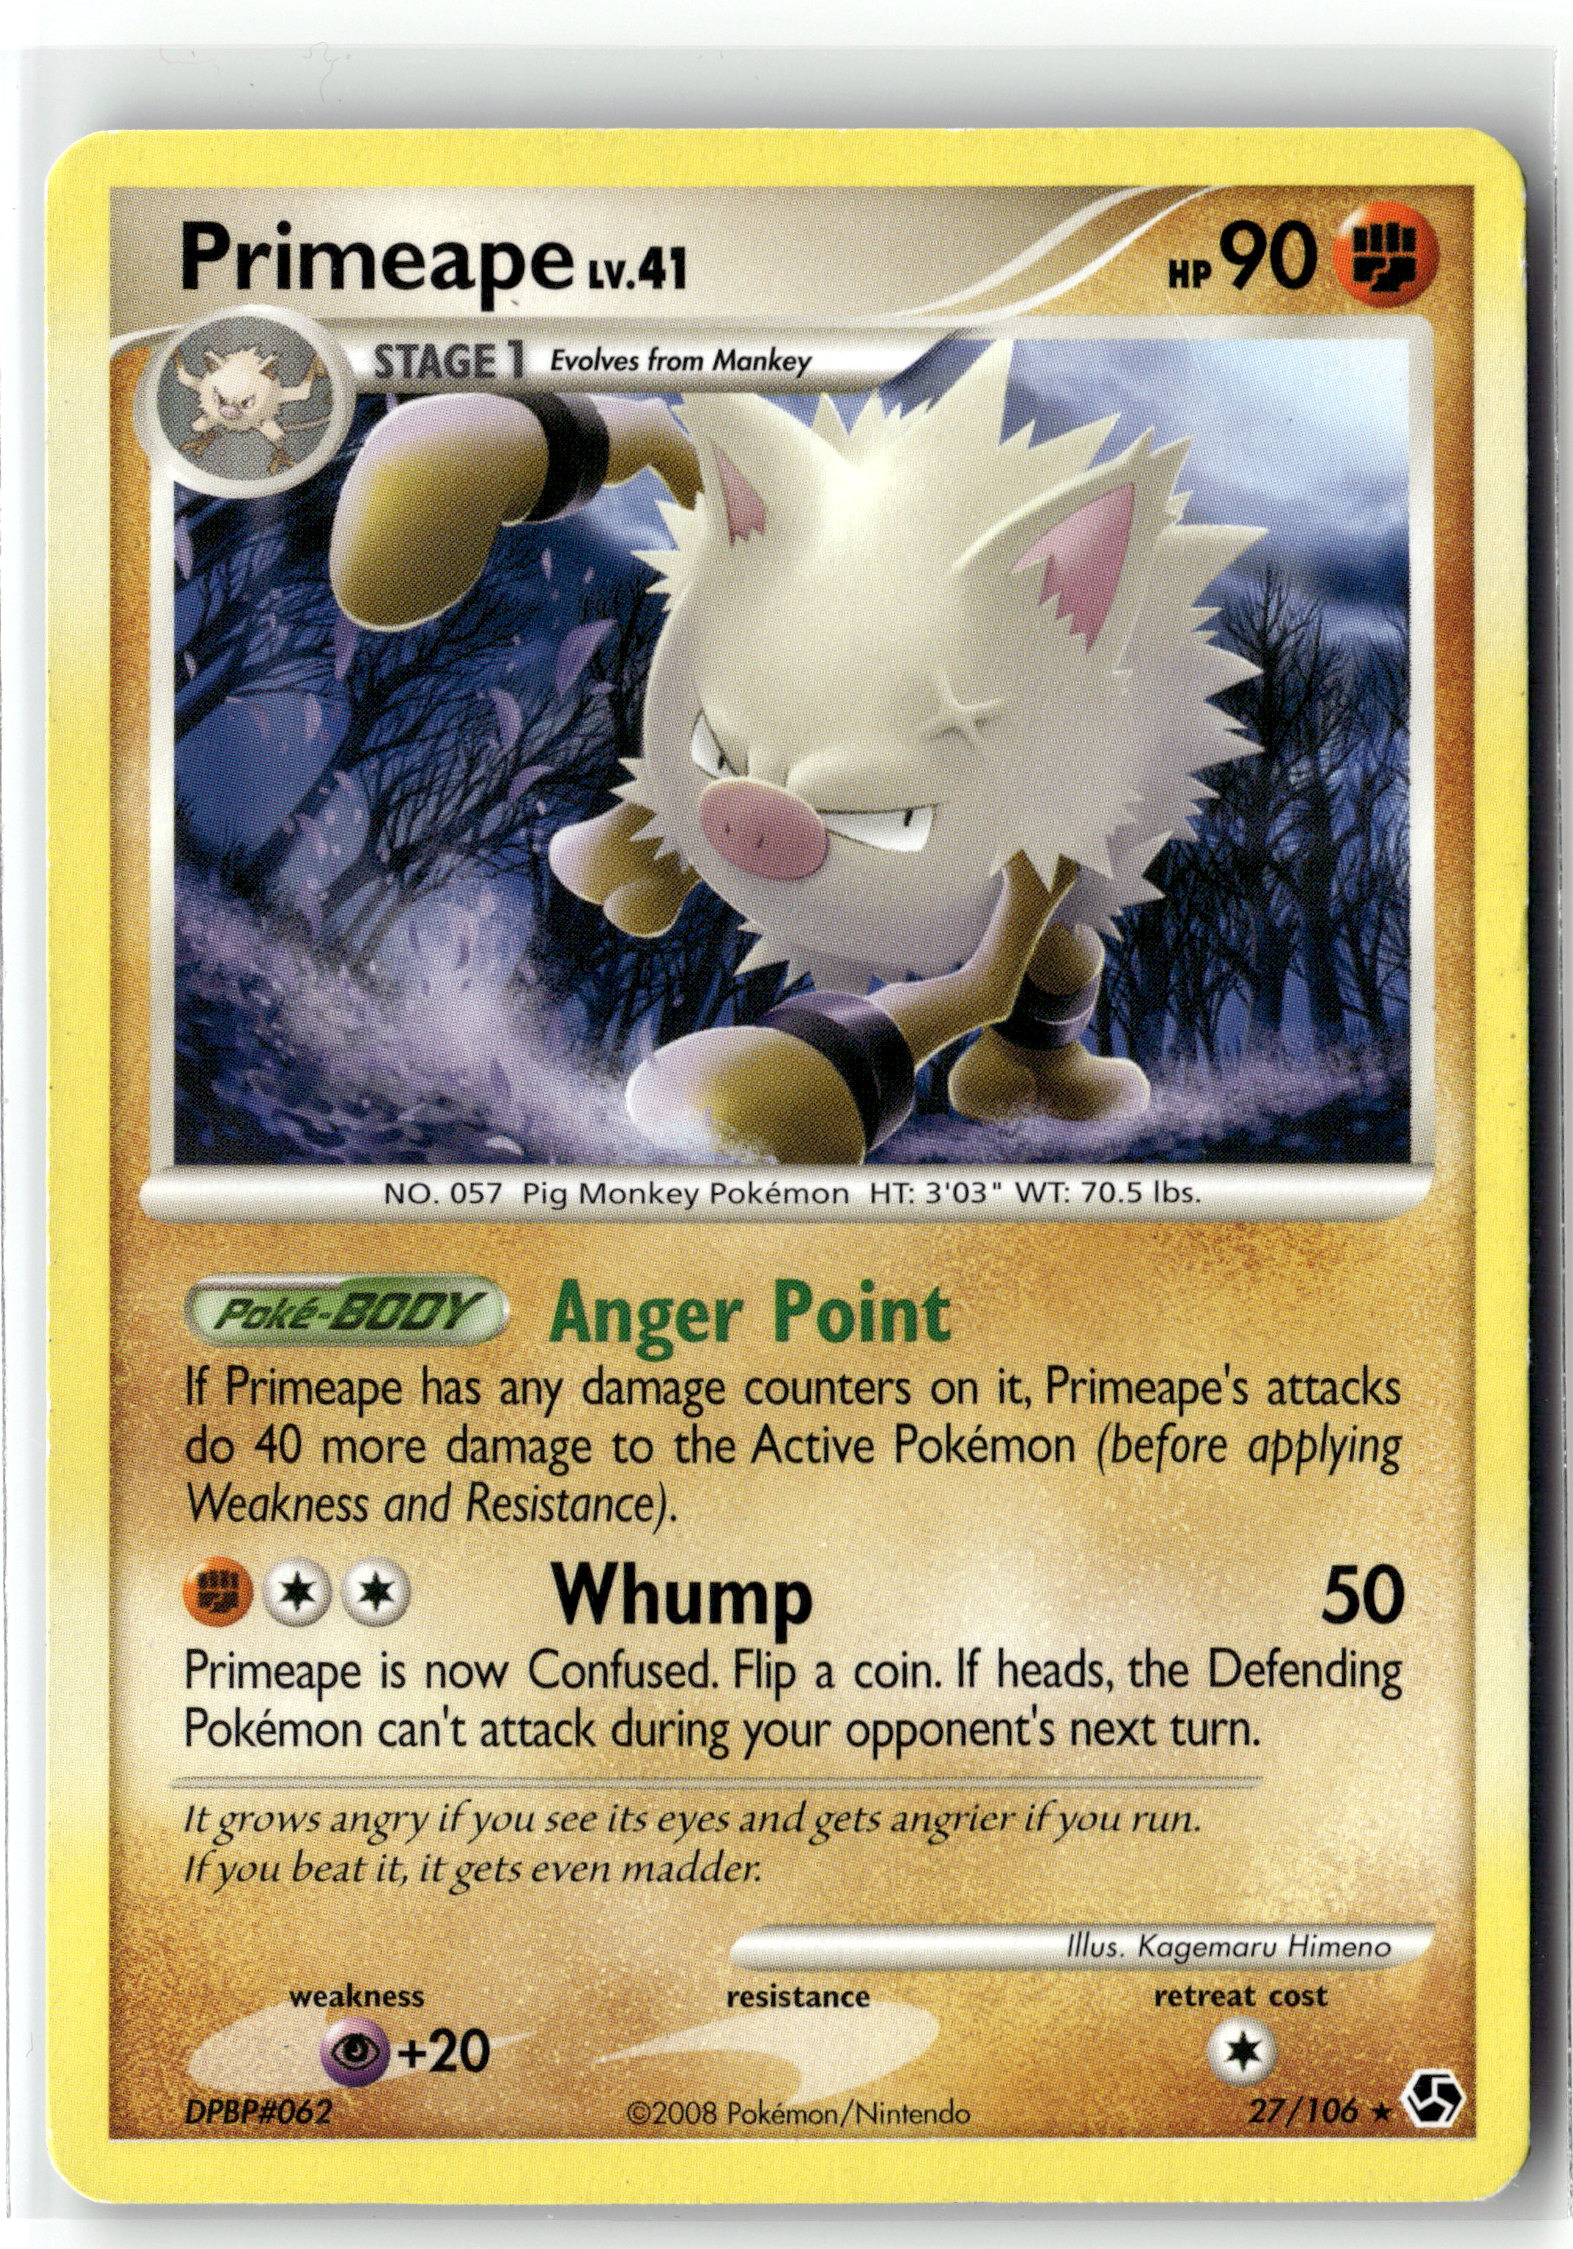 Primeape LV.41 HP 90
STAGE 1 Evolves from Mankey
NO. 057 Pig Monkey Pokémon HT: 3'03" WT: 70.5 lbs.
Poké-BODY Anger Point
If Primeape has any damage counters on it, Primeape's attacks
do 40 more damage to the Active Pokémon (before applying
Weakness and Resistance).
Whump 50
Primeape is now Confused. Flip a coin. If heads, the Defending
Pokémon can't attack during your opponent's next turn.
It grows angry if you see its eyes and gets angrier if you run.
If you beat it, it gets even madder.
Illus. Kagemaru Himeno
weakness resistance retreat cost
+20
DPBP#062 ©2008 Pokémon/Nintendo 27/106 ★